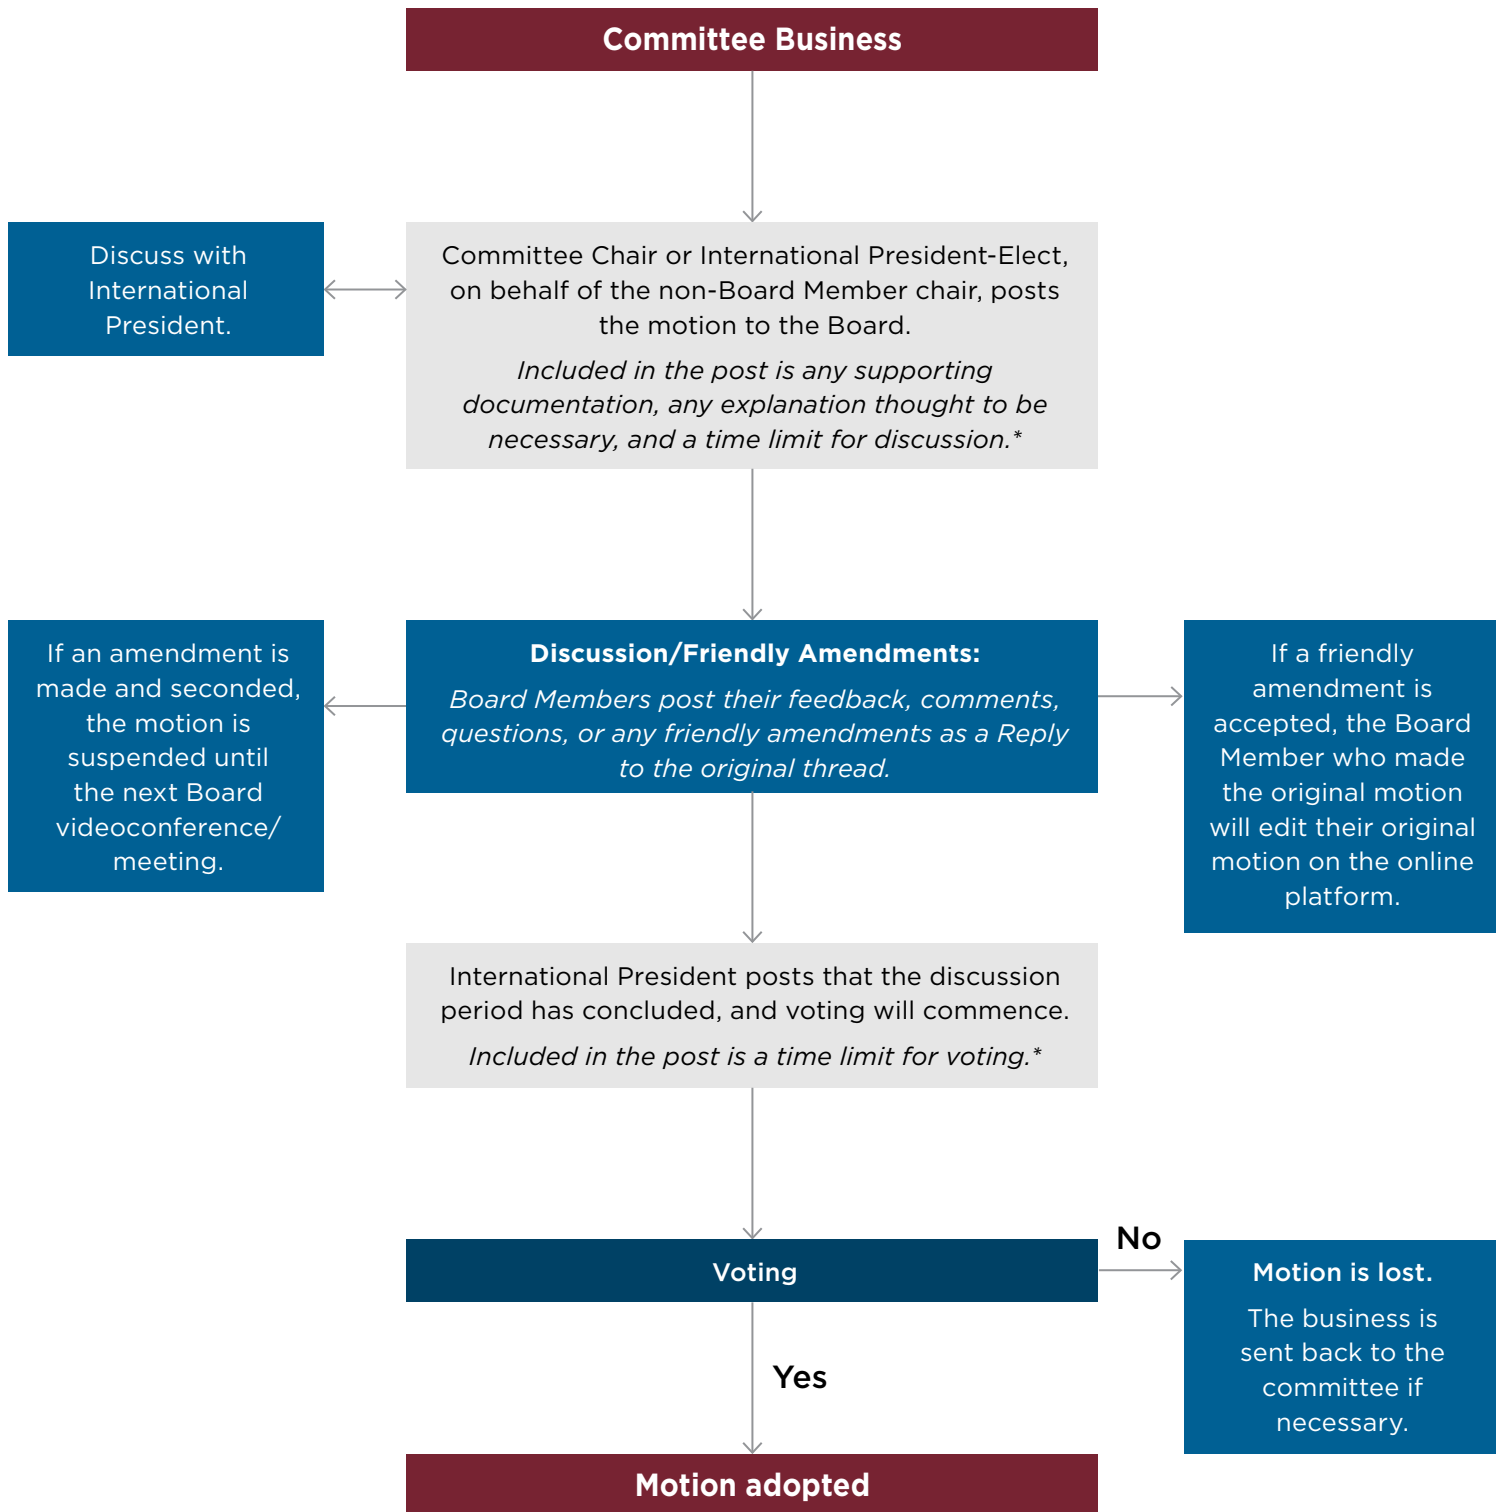 Committee Business
Discuss with
International
President.
Committee Chair or International President-Elect,
on behalf of the non-Board Member chair, posts
the motion to the Board.
Included in the post is any supporting
documentation, any explanation thought to be
necessary, and a time limit for discussion.*
If an amendment is
made and seconded,
the motion is
suspended until
the next Board
videoconference/
meeting.
Discussion/Friendly Amendments:
Board Members post their feedback, comments,
questions, or any friendly amendments as a Reply
to the original thread.
If a friendly
amendment is
accepted, the Board
Member who made
the original motion
will edit their original
motion on the online
platform.
International President posts that the discussion
period has concluded, and voting will commence.
Included in the post is a time limit for voting.*
Voting
No
Motion is lost.
The business is
sent back to the
committee if
necessary.
Yes
Motion adopted